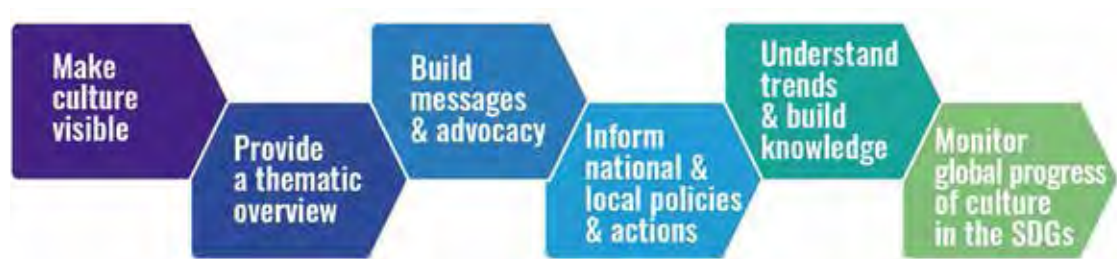 Make
culture
visible
Provide
a thematic
overview
Build
messages
& advocacy
Inform
national &
local policies
& actions
Understand
trends
& build
knowledge
Monitor
global progress
of culture
in the SDGs